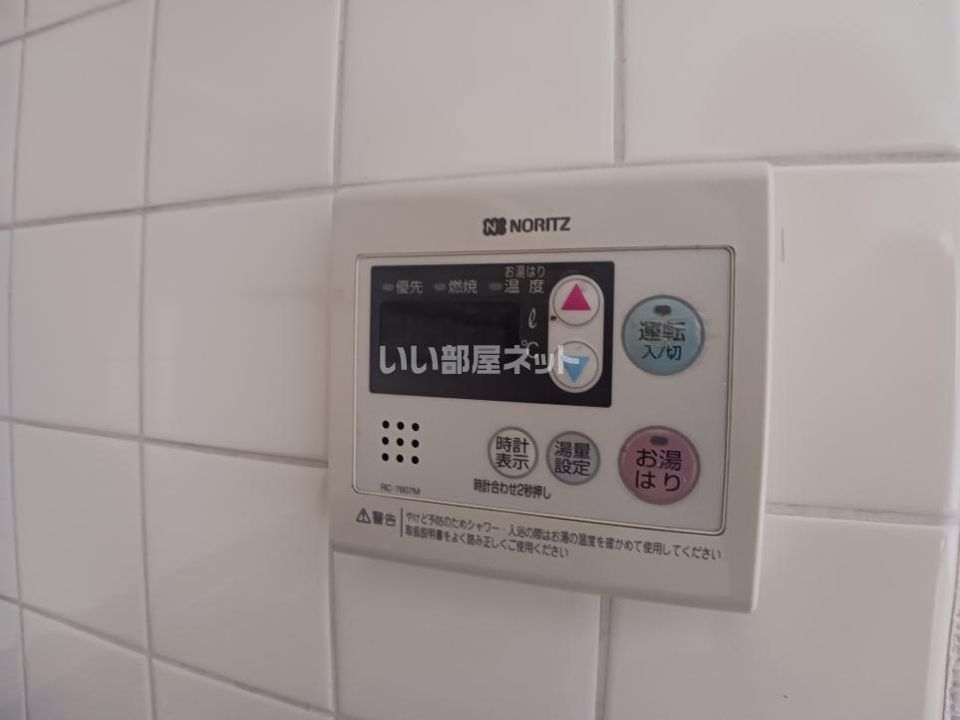 NORITZ
優先 燃焼 お湯はり温度
ℓ
℃
運転
入/切
いい部屋ネット
時計
表示
湯量
設定
お湯
はり
時計合わせ2秒押し
RC-7607M
警告 やけど予防のためシャワー・入浴の際はお湯の温度を確かめて使用してください
取扱説明書をよく読み正しくご使用ください